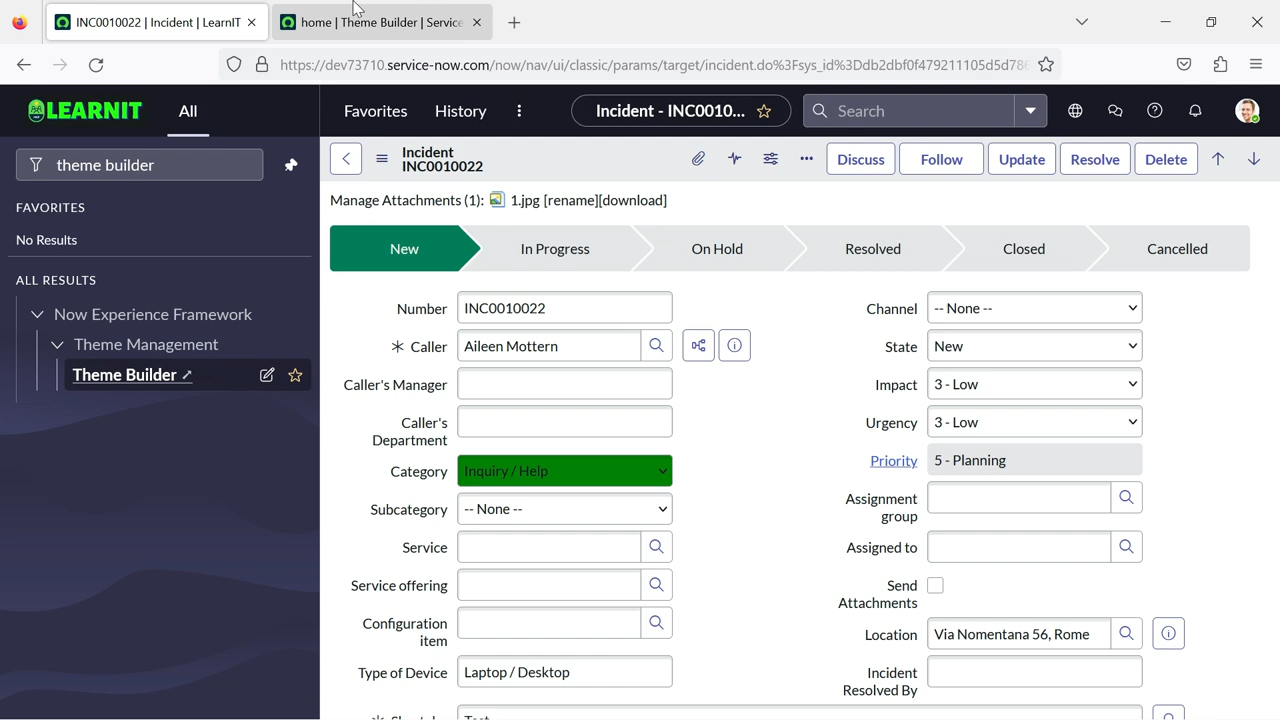 INC0010022 | Incident | LearnIT
home | Theme Builder | Service
https://dev73710.service-now.com/now/nav/ui/classic/params/target/incident.do%3Fsys_id%3Ddb2dbf0f479211105d5d78
LEARNIT
All
Favorites
History
Incident - INC0010...
Search
theme builder
FAVORITES
No Results
ALL RESULTS
Now Experience Framework
Theme Management
Theme Builder
Incident
INC0010022
Discuss
Follow
Update
Resolve
Delete
Manage Attachments (1): 1.jpg [rename][download]
New
In Progress
On Hold
Resolved
Closed
Cancelled
Number INC0010022
Caller Aileen Mottern
Caller's Manager
Caller's
Department
Category Inquiry / Help
Subcategory -- None --
Service
Service offering
Configuration
item
Type of Device Laptop / Desktop
Channel -- None --
State New
Impact 3 - Low
Urgency 3 - Low
Priority 5 - Planning
Assignment
group
Assigned to
Send
Attachments
Location Via Nomentana 56, Rome
Incident
Resolved By